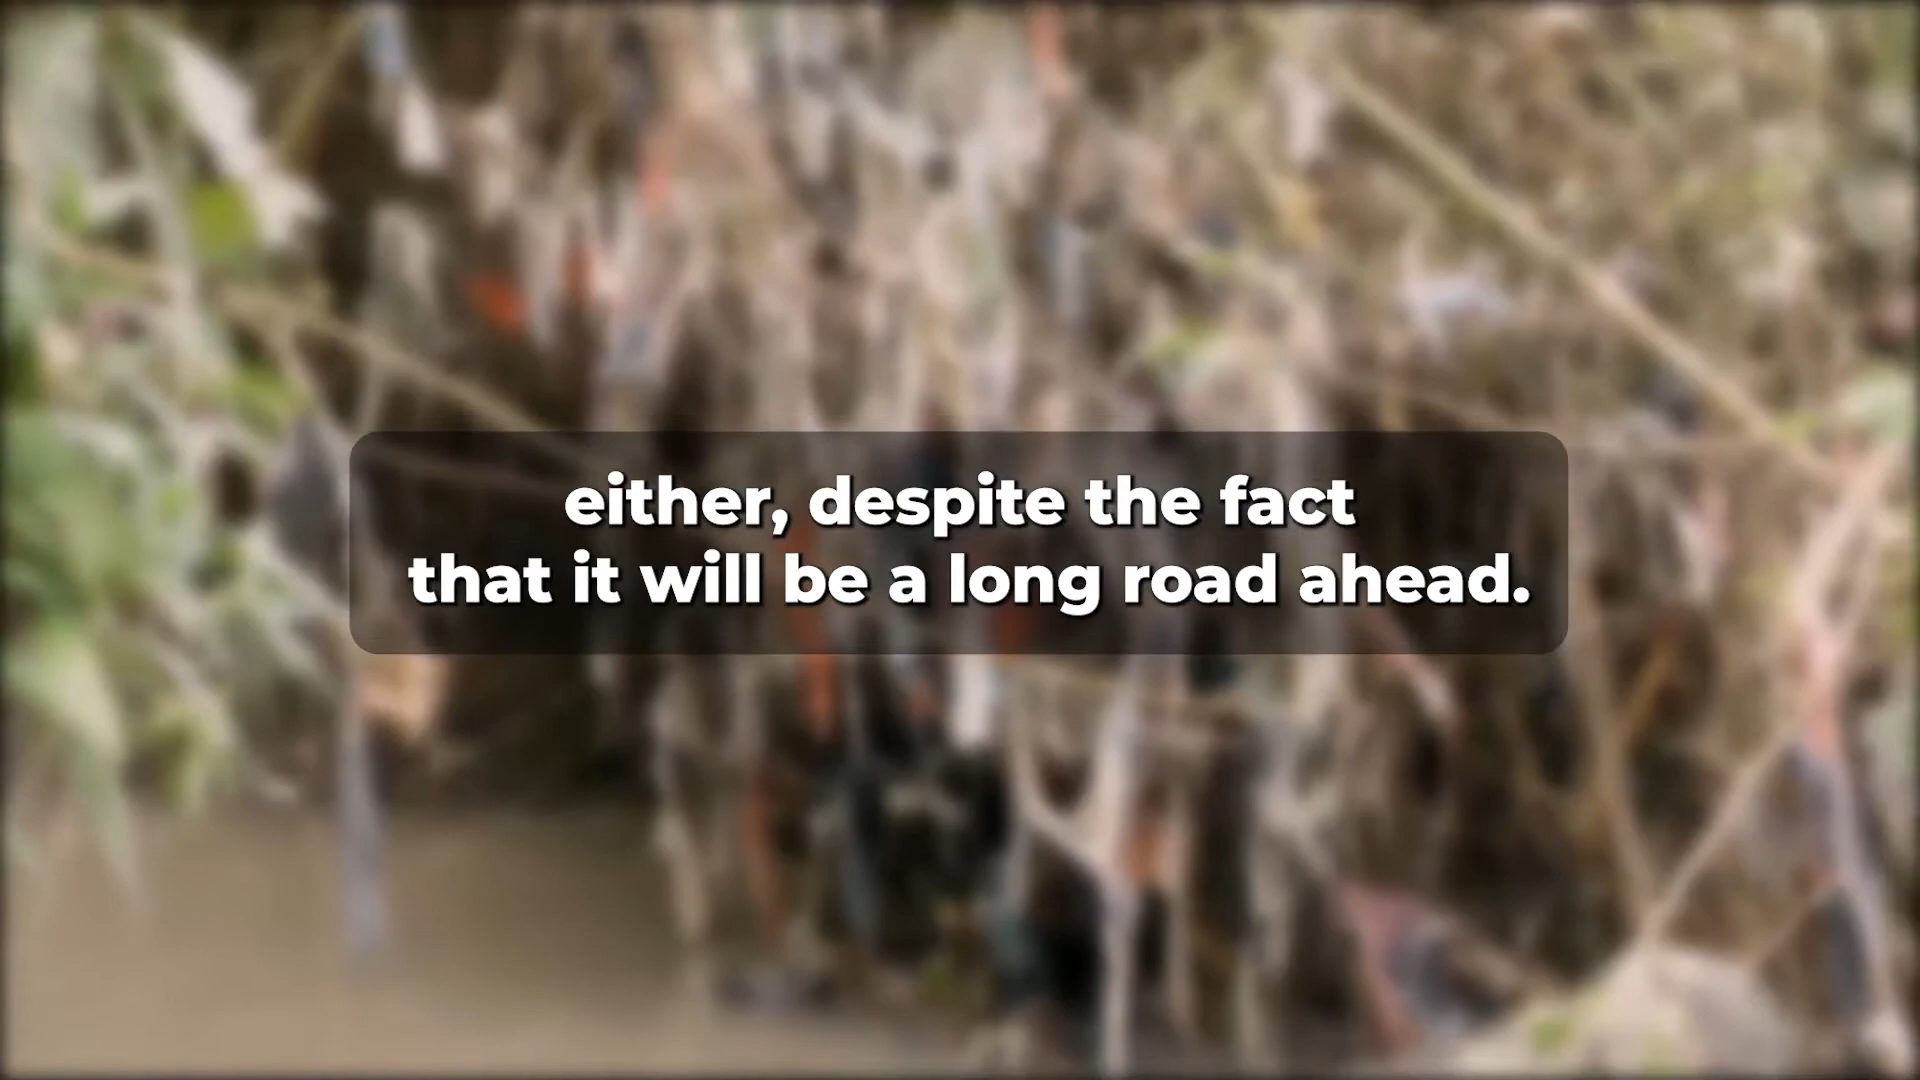 either, despite the fact
that it will be a long road ahead.